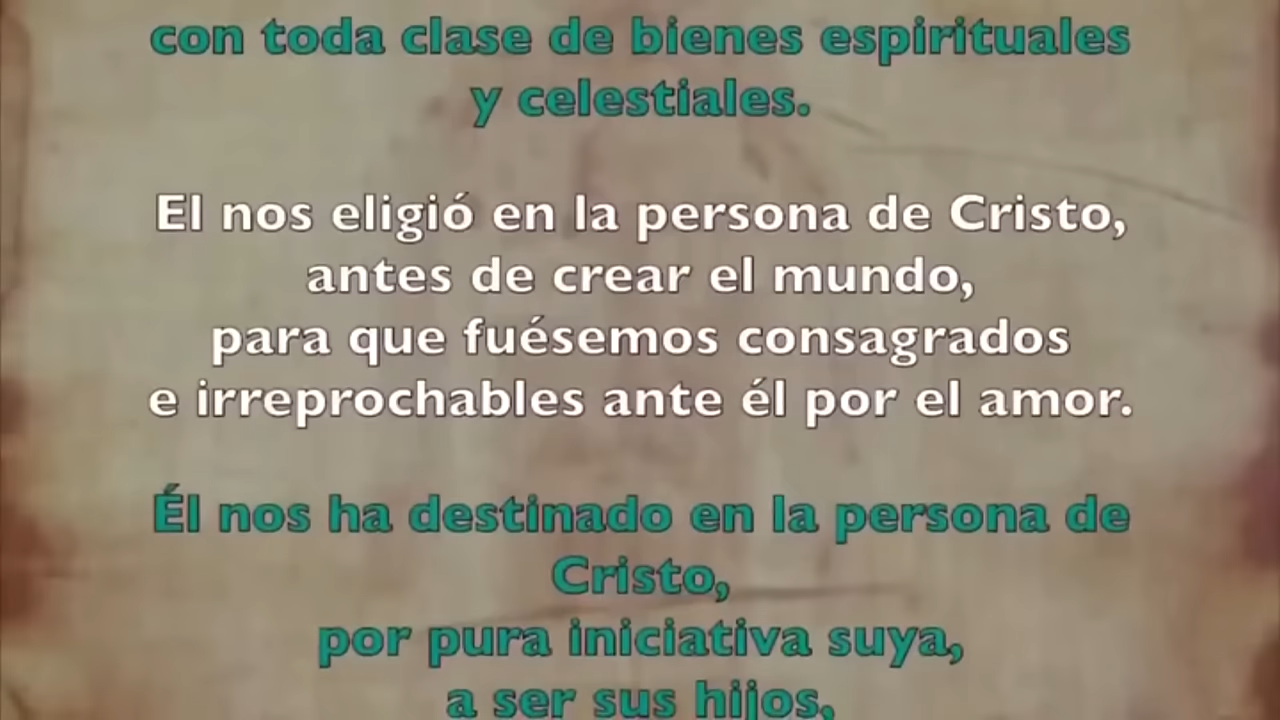 con toda clase de bienes espirituales
y celestiales.
El nos eligió en la persona de Cristo,
antes de crear el mundo,
para que fuésemos consagrados
e irreprochables ante él por el amor.
Él nos ha destinado en la persona de
Cristo,
por pura iniciativa suya,
a ser sus hijos,